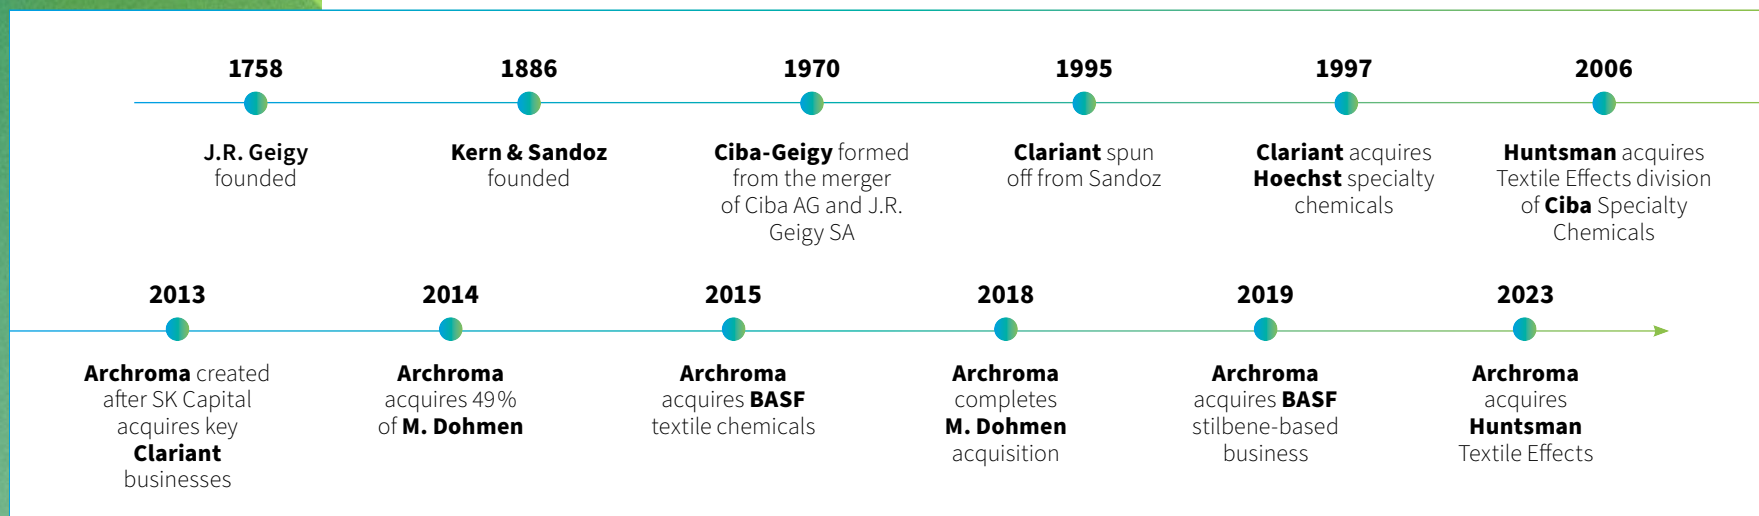 1758
J.R. Geigy
founded
1886
Kern & Sandoz
founded
1970
Ciba-Geigy formed
from the merger
of Ciba AG and J.R.
Geigy SA
1995
Clariant spun
off from Sandoz
1997
Clariant acquires
Hoechst specialty
chemicals
2006
Huntsman acquires
Textile Effects division
of Ciba Specialty
Chemicals
2013
Archroma created
after SK Capital
acquires key
Clariant
businesses
2014
Archroma
acquires 49%
of M. Dohmen
2015
Archroma
acquires BASF
textile chemicals
2018
Archroma
completes
M. Dohmen
acquisition
2019
Archroma
acquires BASF
stilbene-based
business
2023
Archroma
acquires
Huntsman
Textile Effects